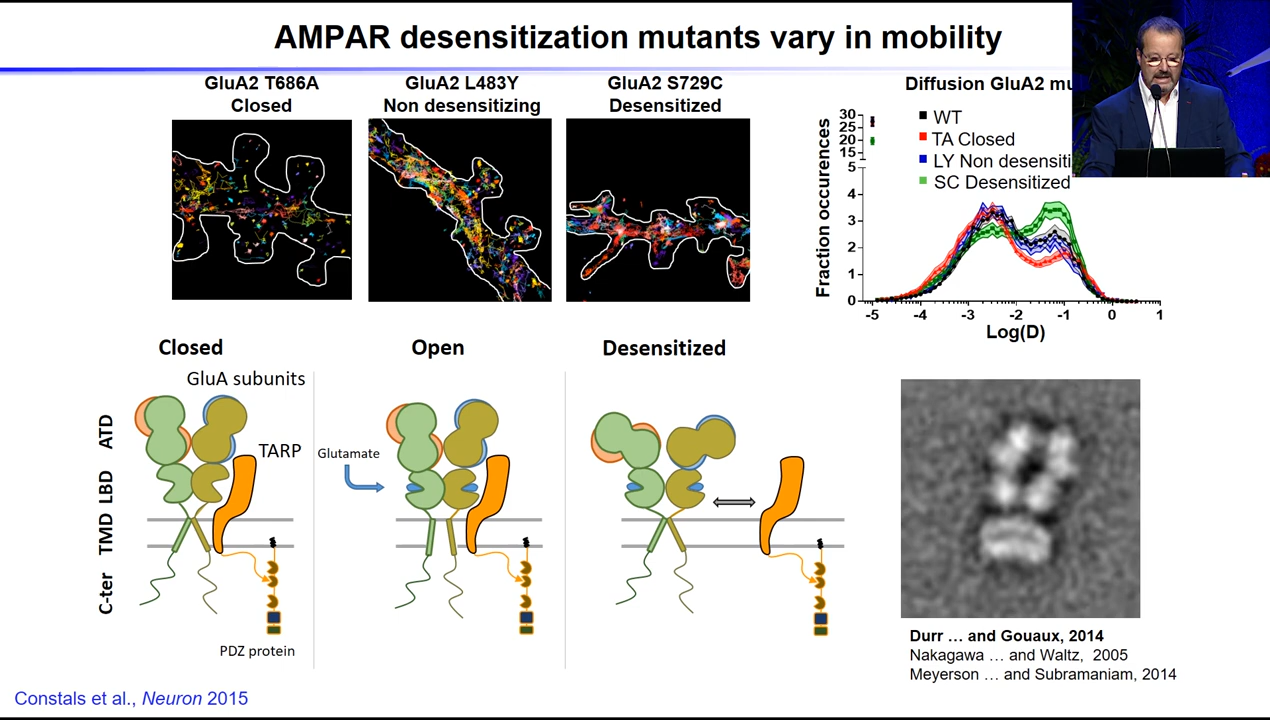 AMPAR desensitization mutants vary in mobility
GluA2 T686A
Closed
GluA2 L483Y
Non desensitizing
GluA2 S729C
Desensitized
Diffusion GluA2 mu
WT
TA Closed
LY Non desensiti
SC Desensitized
Fraction occurences
30
25
20
15
5
4
3
2
1
0
-5 -4 -3 -2 -1 0 1
Log(D)
Closed
Open
Desensitized
GluA subunits
TARP
Glutamate
ATD
LBD
TMD
C-ter
PDZ protein
Durr … and Gouaux, 2014
Nakagawa … and Waltz, 2005
Meyerson … and Subramaniam, 2014
Constals et al., Neuron 2015